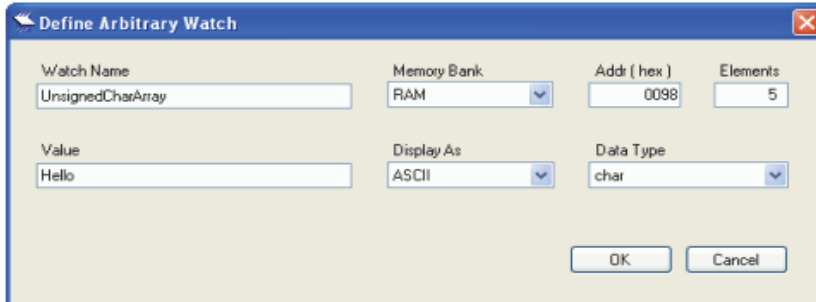 Define Arbitrary Watch
Watch Name Memory Bank Addr ( hex ) Elements
UnsignedCharArray RAM 0098 5
Value Display As Data Type
Hello ASCII char
OK Cancel